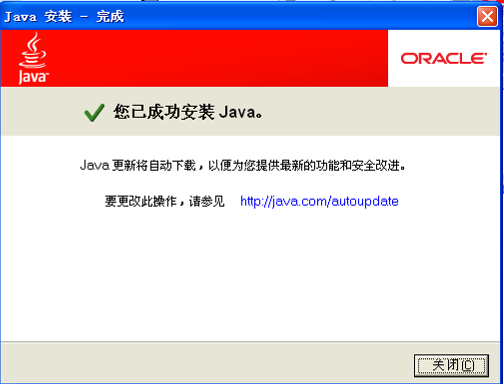 Java 安装 - 完成
Java
ORACLE
您已成功安装 Java。
Java 更新将自动下载，以便为您提供最新的功能和安全改进。
要更改此操作，请参见 http://java.com/autoupdate
关闭(C)